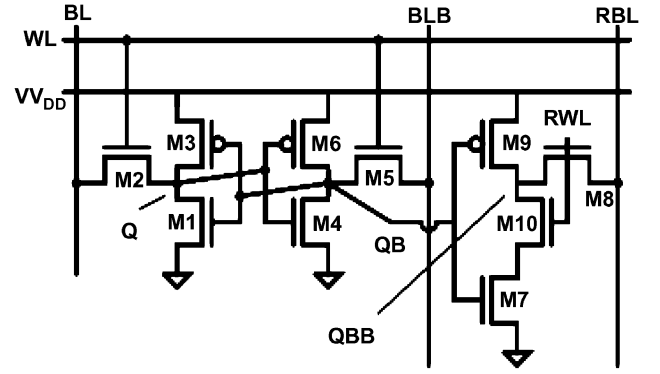 BL BLB RBL
WL
VVDD
M3 M6 M9 RWL
M2 M5 M8
Q M1 M4 QB M10
M7
QBB